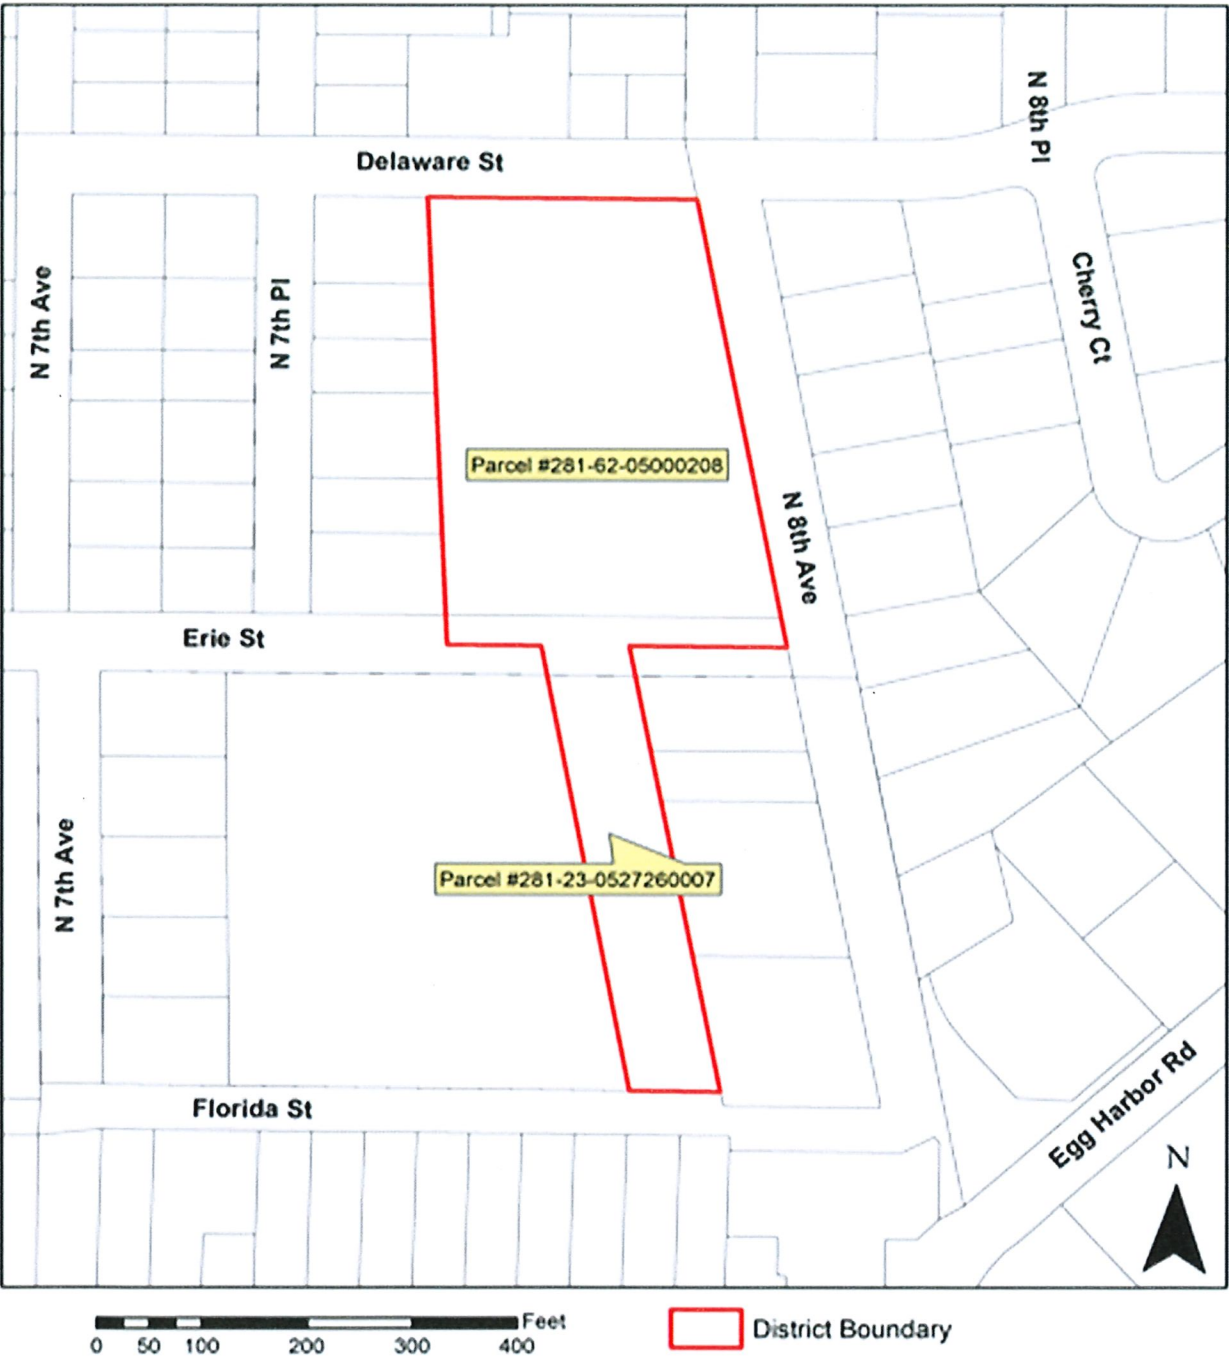 N 8th Pl
Delaware St
N 7th Ave
N 7th Pl
Cherry Ct
Parcel #281-62-05000208
N 8th Ave
Erie St
N 7th Ave
Parcel #281-23-0527260007
Florida St
Egg Harbor Rd
N
Feet
0 50 100 200 300 400
District Boundary